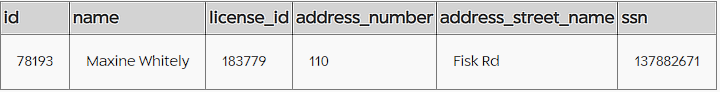 id name license_id address_number address_street_name ssn
78193 Maxine Whitely 183779 110 Fisk Rd 137882671